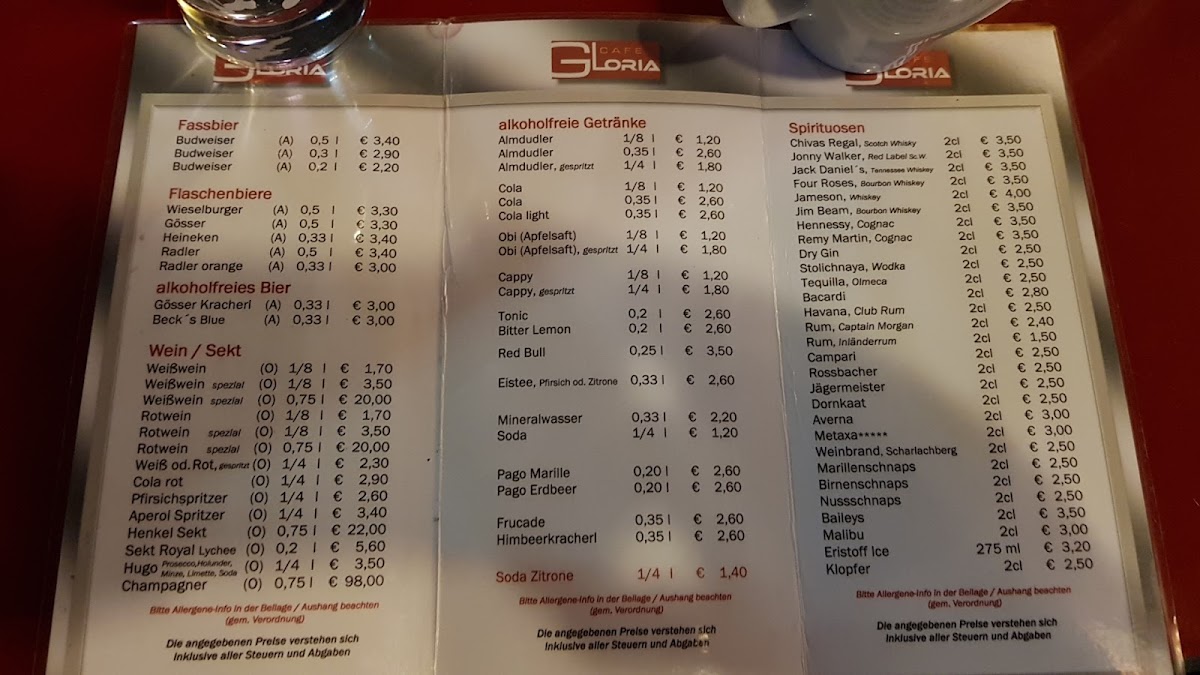 GLORIA
CAFE
GLORIA
GLORIA
Fassbier
Budweiser (A) 0,5 l € 3,40
Budweiser (A) 0,3 l € 2,90
Budweiser (A) 0,2 l € 2,20
Flaschenbiere
Wieselburger (A) 0,5 l € 3,30
Gösser (A) 0,5 l € 3,30
Heineken (A) 0,33 l € 3,40
Radler (A) 0,5 l € 3,40
Radler orange (A) 0,33 l € 3,00
alkoholfreies Bier
Gösser Kracherl (A) 0,33 l € 3,00
Beck´s Blue (A) 0,33 l € 3,00
Wein / Sekt
Weißwein (O) 1/8 l € 1,70
Weißwein spezial (O) 1/8 l € 3,50
Weißwein spezial (O) 0,75 l € 20,00
Rotwein (O) 1/8 l € 1,70
Rotwein spezial (O) 1/8 l € 3,50
Rotwein spezial (O) 0,75 l € 20,00
Weiß od. Rot, gespritzt (O) 1/4 l € 2,30
Cola rot (O) 1/4 l € 2,90
Pfirsichspritzer (O) 1/4 l € 2,60
Aperol Spritzer (O) 1/4 l € 3,40
Henkel Sekt (O) 0,75 l € 22,00
Sekt Royal Lychee (O) 0,2 l € 5,60
Hugo Prosecco, Holunder, Minze, Limette, Soda (O) 1/4 l € 3,50
Champagner (O) 0,75 l € 98,00
Bitte Allergene-Info in der Beilage / Aushang beachten
(gem. Verordnung)
Die angegebenen Preise verstehen sich
inklusive aller Steuern und Abgaben
alkoholfreie Getränke
Almdudler 1/8 l € 1,20
Almdudler 0,35 l € 2,60
Almdudler, gespritzt 1/4 l € 1,80
Cola 1/8 l € 1,20
Cola 0,35 l € 2,60
Cola light 0,35 l € 2,60
Obi (Apfelsaft) 1/8 l € 1,20
Obi (Apfelsaft), gespritzt 1/4 l € 1,80
Cappy 1/8 l € 1,20
Cappy, gespritzt 1/4 l € 1,80
Tonic 0,2 l € 2,60
Bitter Lemon 0,2 l € 2,60
Red Bull 0,25 l € 3,50
Eistee, Pfirsich od. Zitrone 0,33 l € 2,60
Mineralwasser 0,33 l € 2,20
Soda 1/4 l € 1,20
Pago Marille 0,20 l € 2,60
Pago Erdbeer 0,20 l € 2,60
Frucade 0,35 l € 2,60
Himbeerkracherl 0,35 l € 2,60
Soda Zitrone 1/4 l € 1,40
Bitte Allergene-Info in der Beilage / Aushang beachten
(gem. Verordnung)
Die angegebenen Preise verstehen sich
inklusive aller Steuern und Abgaben
Spirituosen
Chivas Regal, Scotch Whisky 2cl € 3,50
Jonny Walker, Red Label Sc.W. 2cl € 3,50
Jack Daniel´s, Tennessee Whiskey 2cl € 3,50
Four Roses, Bourbon Whiskey 2cl € 3,50
Jameson, Whiskey 2cl € 4,00
Jim Beam, Bourbon Whiskey 2cl € 3,50
Hennessy, Cognac 2cl € 3,50
Remy Martin, Cognac 2cl € 3,50
Dry Gin 2cl € 2,50
Stolichnaya, Wodka 2cl € 2,50
Tequilla, Olmeca 2cl € 2,50
Bacardi 2cl € 2,80
Havana, Club Rum 2cl € 2,50
Rum, Captain Morgan 2cl € 2,40
Rum, Inländerrum 2cl € 1,50
Campari 2cl € 2,50
Rossbacher 2cl € 2,50
Jägermeister 2cl € 2,50
Dornkaat 2cl € 2,50
Averna 2cl € 3,00
Metaxa***** 2cl € 3,00
Weinbrand, Scharlachberg 2cl € 2,50
Marillenschnaps 2cl € 2,50
Birnenschnaps 2cl € 2,50
Nussschnaps 2cl € 2,50
Baileys 2cl € 3,50
Malibu 2cl € 3,00
Eristoff Ice 275 ml € 3,20
Klopfer 2cl € 2,50
Bitte Allergene-Info in der Beilage / Aushang beachten
(gem. Verordnung)
Die angegebenen Preise verstehen sich
inklusive aller Steuern und Abgaben